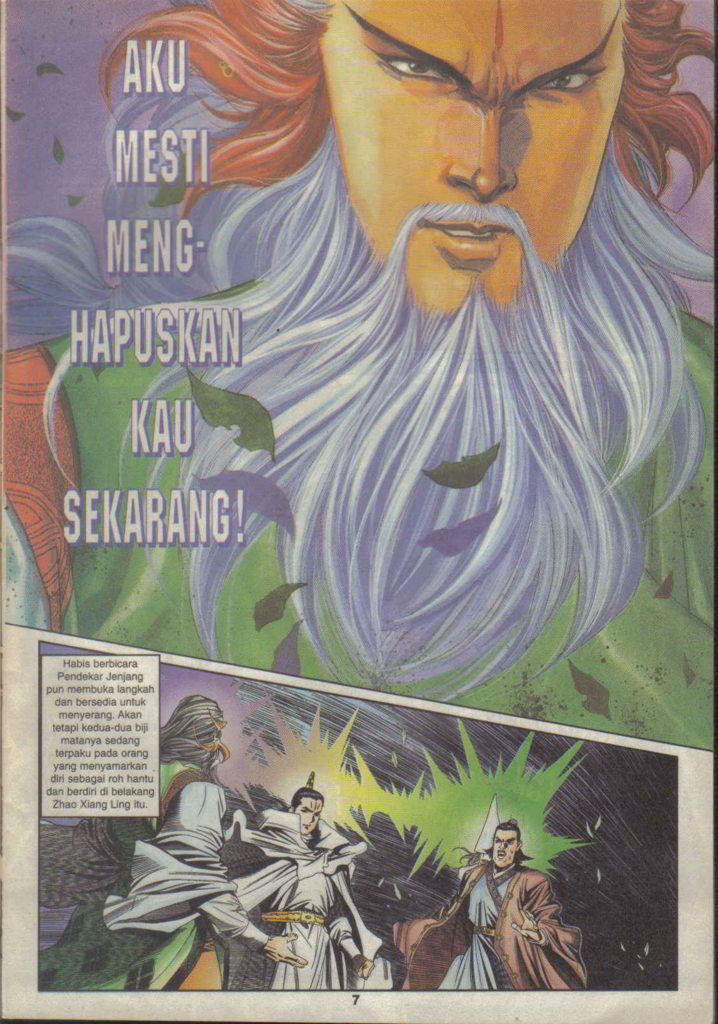 AKU
MESTI
MENG-
HAPUSKAN
KAU
SEKARANG!
Habis berbicara
Pendekar Jenjang
pun membuka langkah
dan bersedia untuk
menyerang. Akan
tetapi kedua-dua biji
matanya sedang
terpaku pada orang
yang menyamarkan
diri sebagai roh hantu
dan berdiri di belakang
Zhao Xiang Ling itu.
7